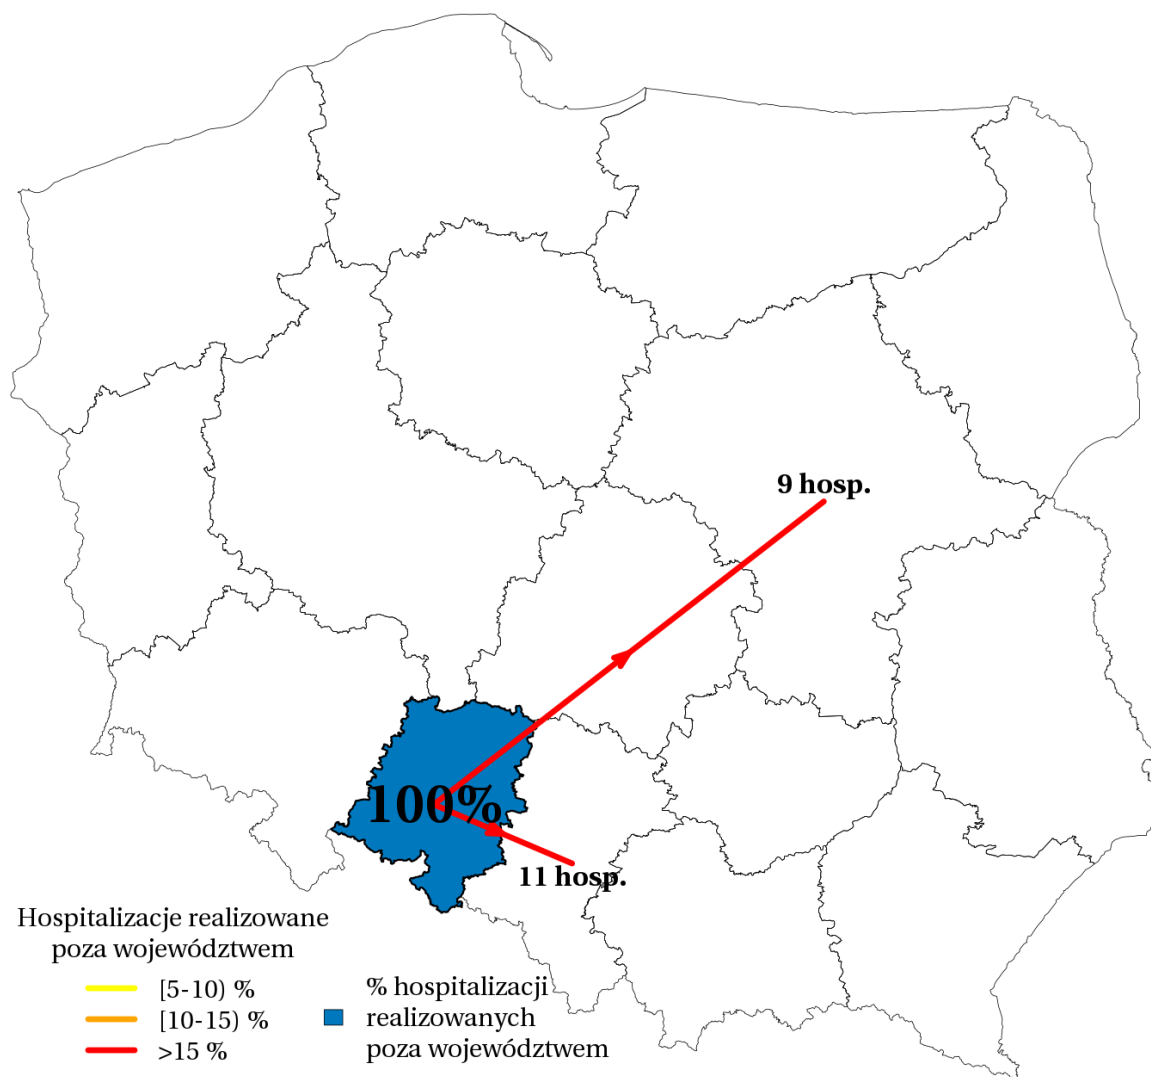 9 hosp.
100%
11 hosp.
Hospitalizacje realizowane
poza województwem
[5-10) %
[10-15) %
>15 %
% hospitalizacji
realizowanych
poza województwem